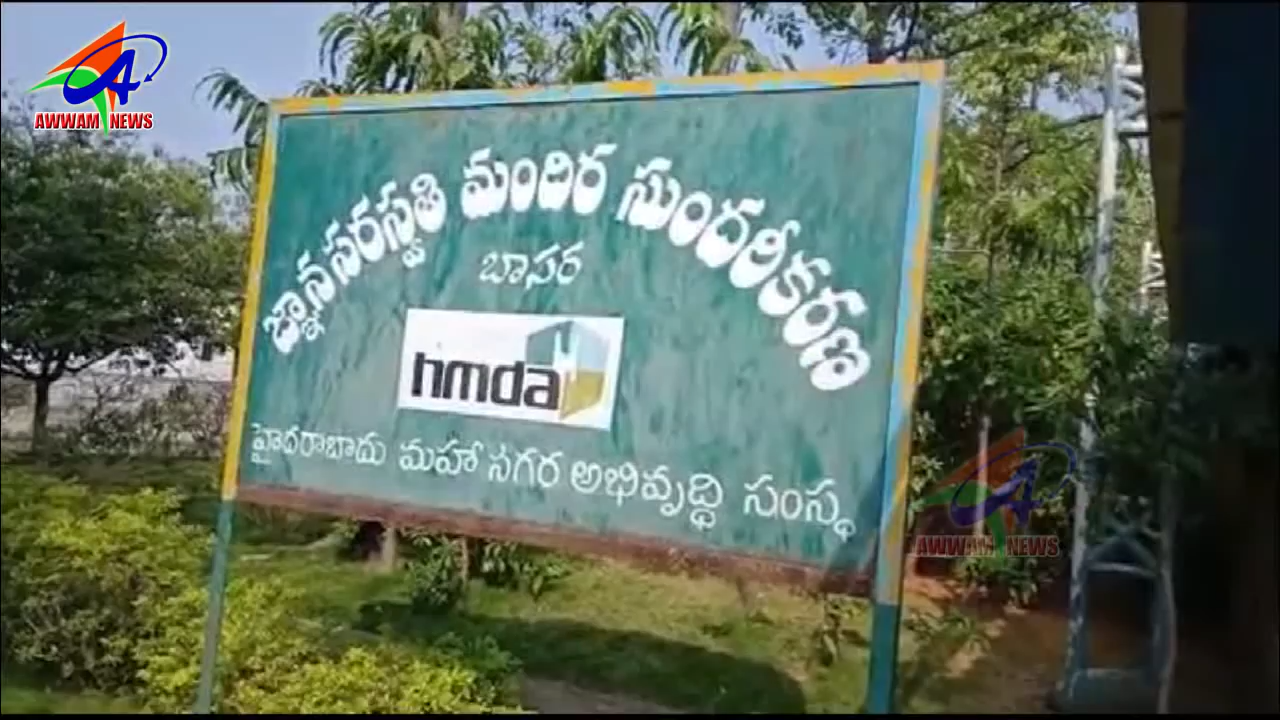 AWWAM NEWS
జ్ఞానసరస్వతి మందిర సుందరీకరణ
బాసర
hmda
హైదరాబాదు మహా నగర అభివృద్ధి సంస్థ
AWWAM NEWS